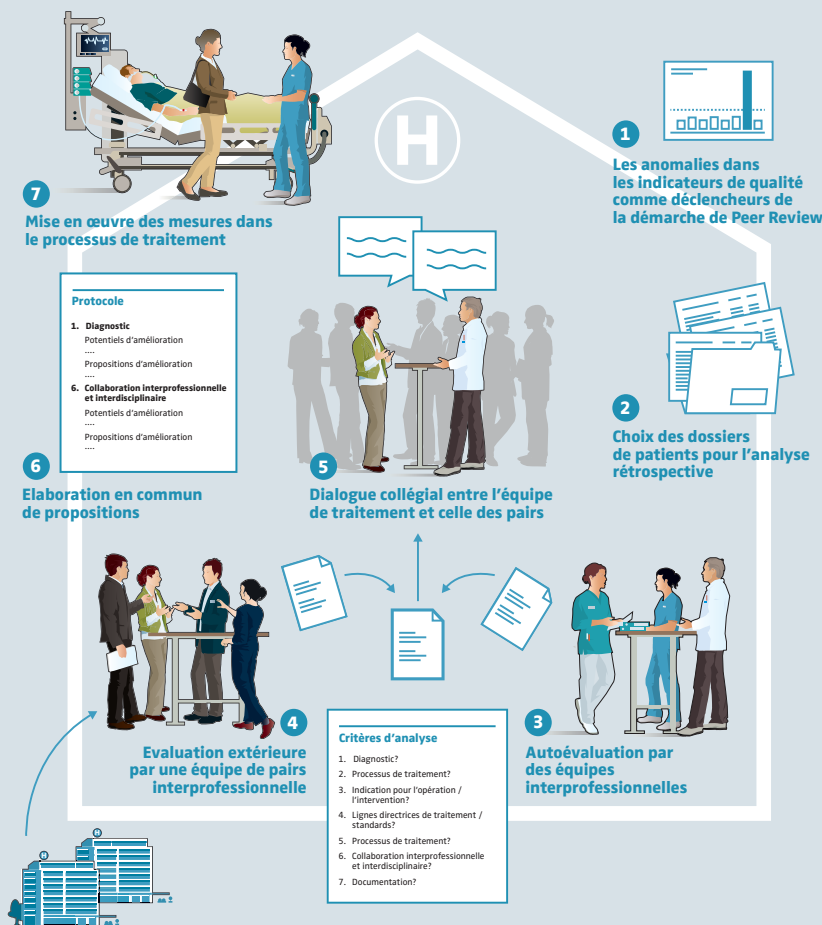 H
1
Les anomalies dans
les indicateurs de qualité
comme déclencheurs de
la démarche de Peer Review
2
Choix des dossiers
de patients pour l'analyse
rétrospective
3
Autoévaluation par
des équipes
interprofessionnelles
Critères d'analyse
1. Diagnostic?
2. Processus de traitement?
3. Indication pour l'opération /
l'intervention?
4. Lignes directrices de traitement /
standards?
5. Processus de traitement?
6. Collaboration interprofessionnelle
et interdisciplinaire?
7. Documentation?
4
Evaluation extérieure
par une équipe de pairs
interprofessionnelle
H
H
5
Dialogue collégial entre l'équipe
de traitement et celle des pairs
Protocole
1. Diagnostic
Potentiels d'amélioration
....
Propositions d'amélioration
....
6. Collaboration interprofessionnelle
et interdisciplinaire
Potentiels d'amélioration
....
Propositions d'amélioration
....
6
Elaboration en commun
de propositions
7
Mise en œuvre des mesures dans
le processus de traitement